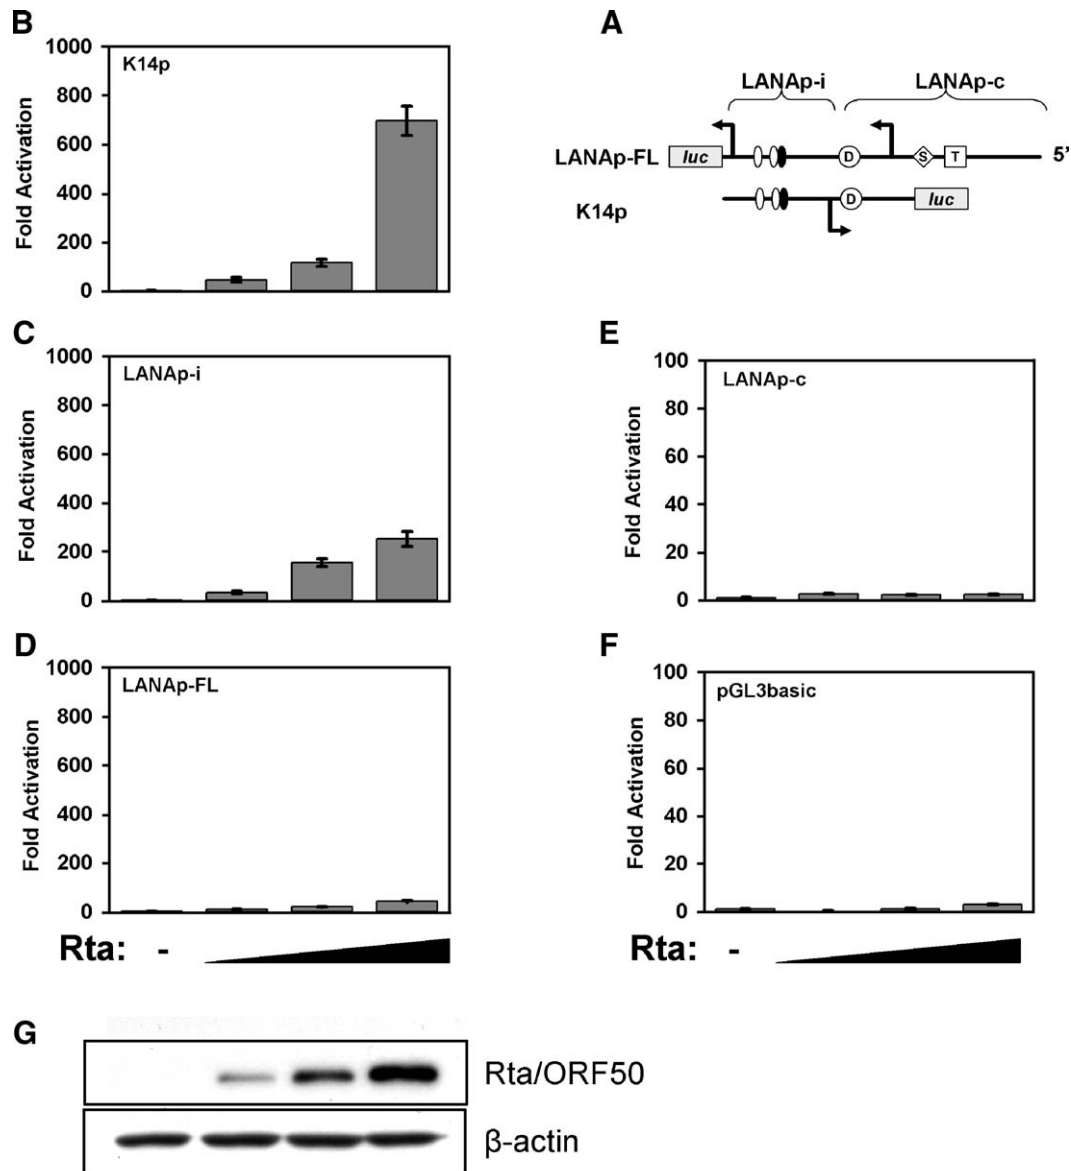 B
1000
800
600
400
200
0
Fold Activation
K14p
A
LANAp-i
LANAp-c
LANAp-FL
luc
D
S
T
5'
K14p
D
luc
C
1000
800
600
400
200
0
Fold Activation
LANAp-i
E
100
80
60
40
20
0
Fold Activation
LANAp-c
D
1000
800
600
400
200
0
Fold Activation
LANAp-FL
Rta: -
F
100
80
60
40
20
0
Fold Activation
pGL3basic
Rta: -
G
Rta/ORF50
β-actin